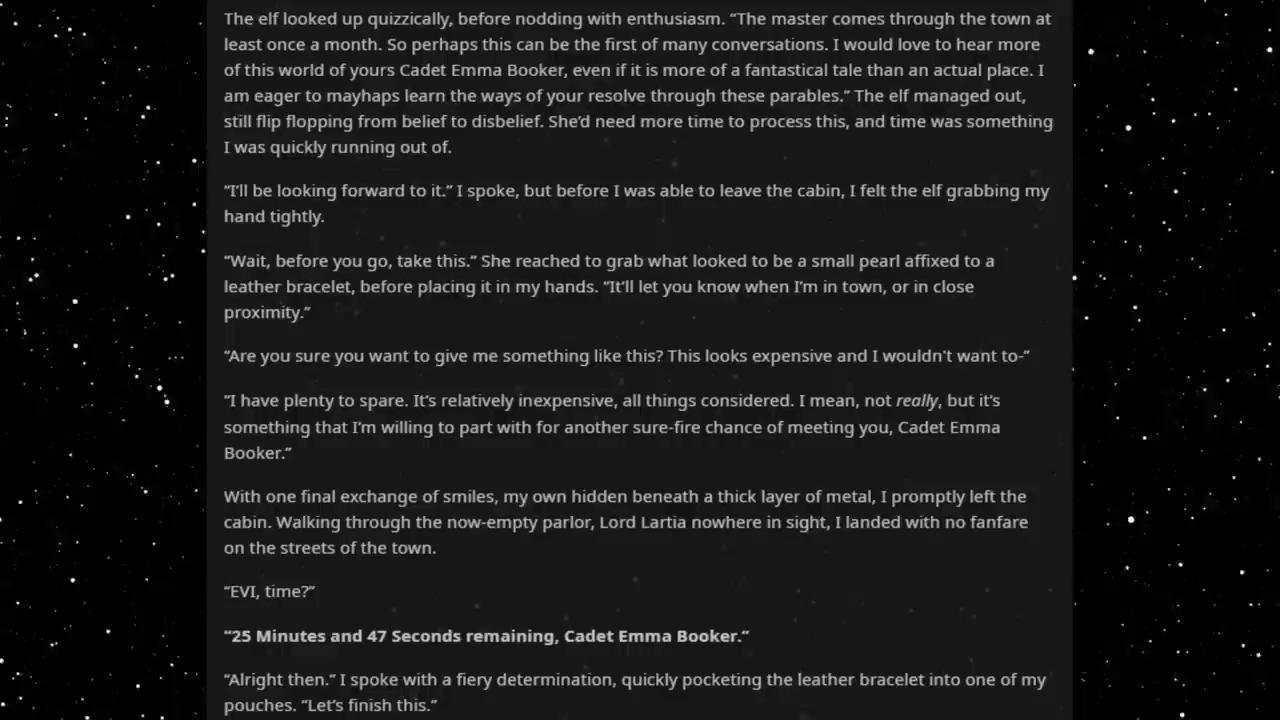 The elf looked up quizzically, before nodding with enthusiasm. “The master comes through the town at
least once a month. So perhaps this can be the first of many conversations. I would love to hear more
of this world of yours Cadet Emma Booker, even if it is more of a fantastical tale than an actual place. I
am eager to mayhaps learn the ways of your resolve through these parables.” The elf managed out,
still flip flopping from belief to disbelief. She’d need more time to process this, and time was something
I was quickly running out of.
“I’ll be looking forward to it.” I spoke, but before I was able to leave the cabin, I felt the elf grabbing my
hand tightly.
“Wait, before you go, take this.” She reached to grab what looked to be a small pearl affixed to a
leather bracelet, before placing it in my hands. “It’ll let you know when I’m in town, or in close
proximity.”
“Are you sure you want to give me something like this? This looks expensive and I wouldn't want to-”
“I have plenty to spare. It’s relatively inexpensive, all things considered. I mean, not really, but it’s
something that I’m willing to part with for another sure-fire chance of meeting you, Cadet Emma
Booker.”
With one final exchange of smiles, my own hidden beneath a thick layer of metal, I promptly left the
cabin. Walking through the now-empty parlor, Lord Lartia nowhere in sight, I landed with no fanfare
on the streets of the town.
“EVI, time?”
“25 Minutes and 47 Seconds remaining, Cadet Emma Booker.”
“Alright then.” I spoke with a fiery determination, quickly pocketing the leather bracelet into one of my
pouches. “Let’s finish this.”